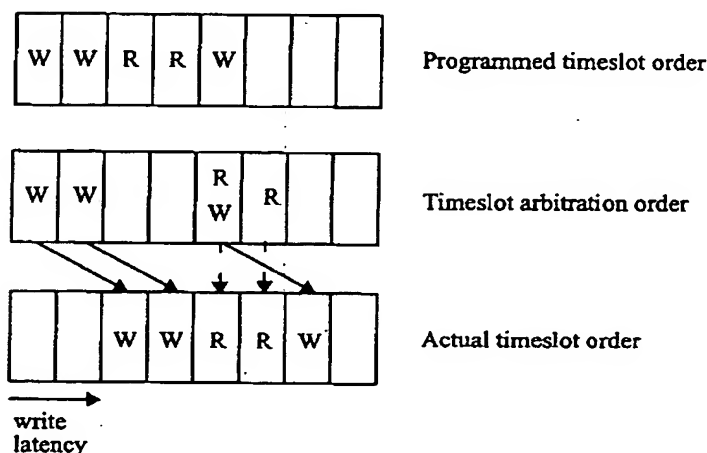 W W R R W
Programmed timeslot order
W W R W R
Timeslot arbitration order
W W R R W
Actual timeslot order
write
latency